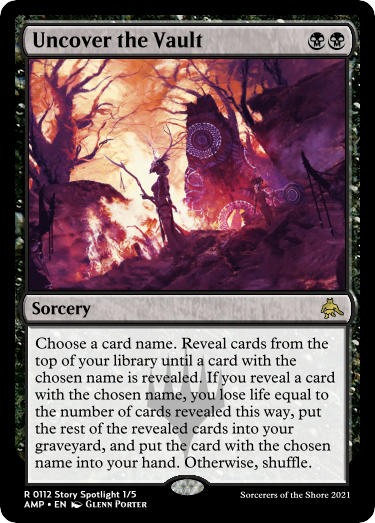 Uncover the Vault
Sorcery
Choose a card name. Reveal cards from the
top of your library until a card with the
chosen name is revealed. If you reveal a card
with the chosen name, you lose life equal to
the number of cards revealed this way, put
the rest of the revealed cards into your
graveyard, and put the card with the chosen
name into your hand. Otherwise, shuffle.
R 0112 Story Spotlight 1/5
Sorcerers of the Shore 2021
AMP • EN Glenn Porter